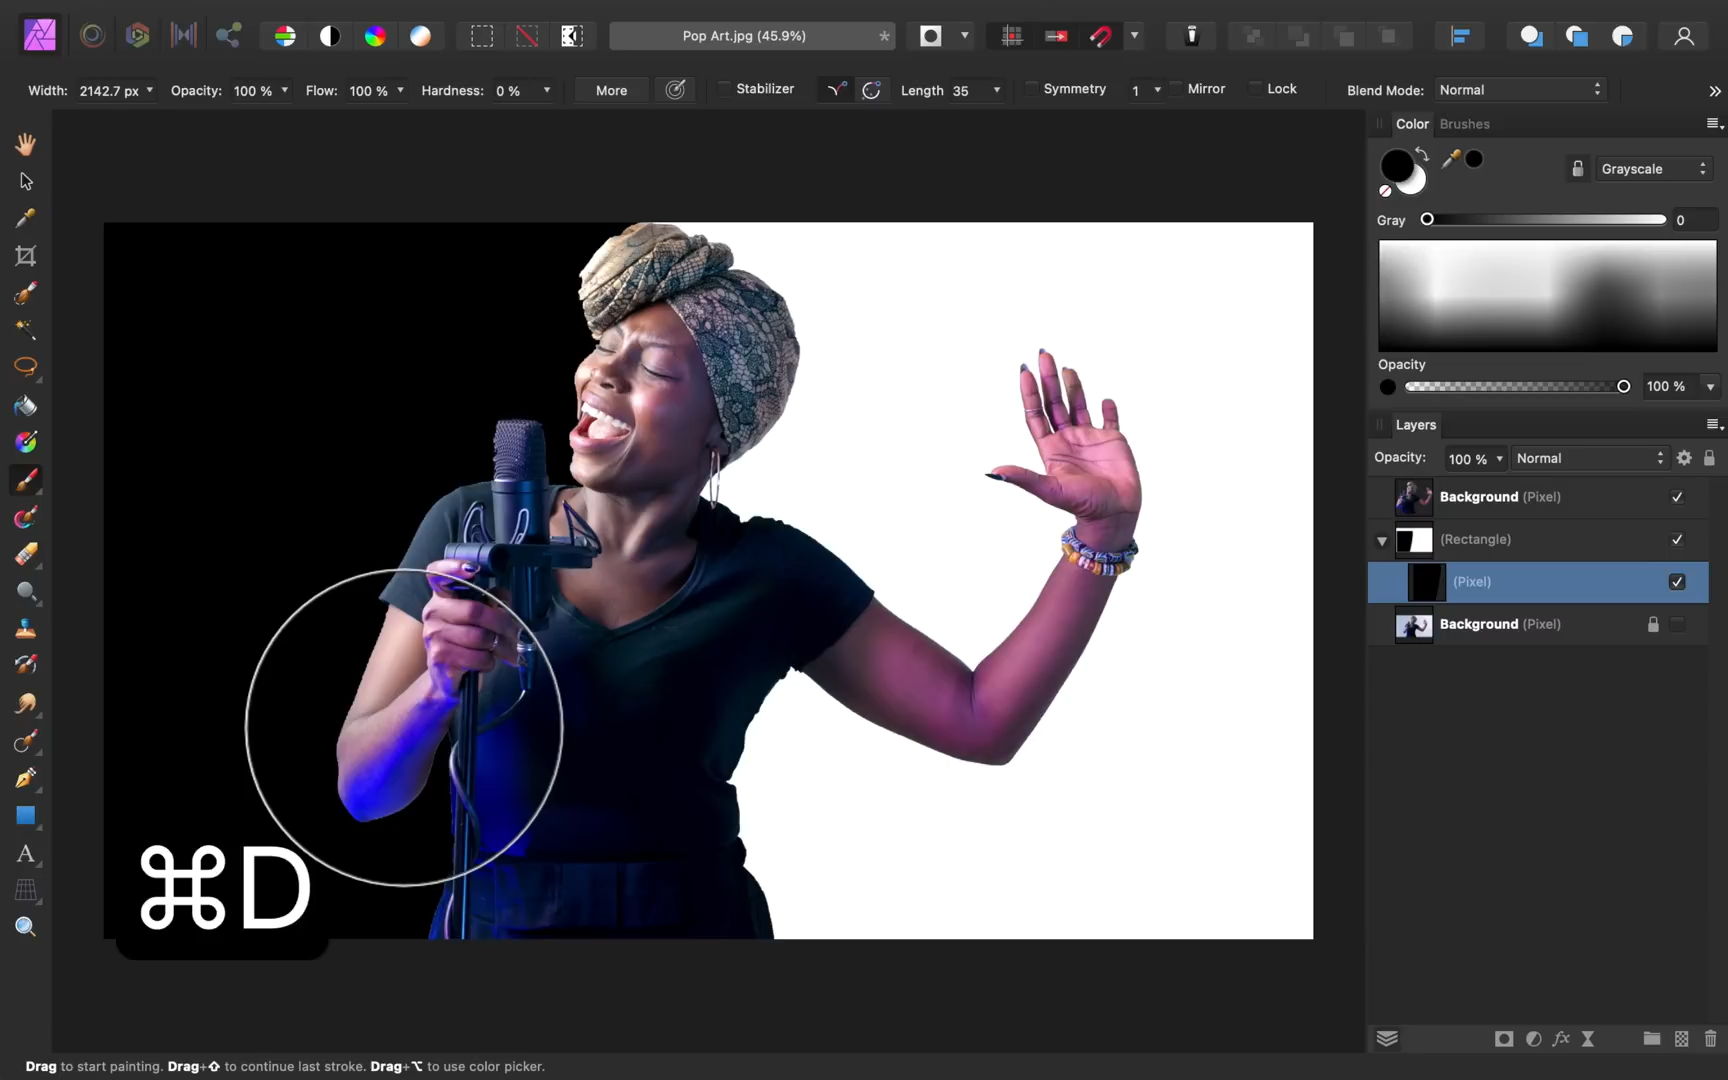 Pop Art.jpg (45.9%) *
Width: 2142.7 px Opacity: 100 % Flow: 100 % Hardness: 0 % More Stabilizer Length 35 Symmetry 1 Mirror Lock Blend Mode: Normal »
Color Brushes
Grayscale
Gray 0
Opacity
100 %
Layers
Opacity: 100 % Normal
Background (Pixel)
(Rectangle)
(Pixel)
Background (Pixel)
A
⌘D
fx
Drag to start painting. Drag+⇧ to continue last stroke. Drag+⌥ to use color picker.